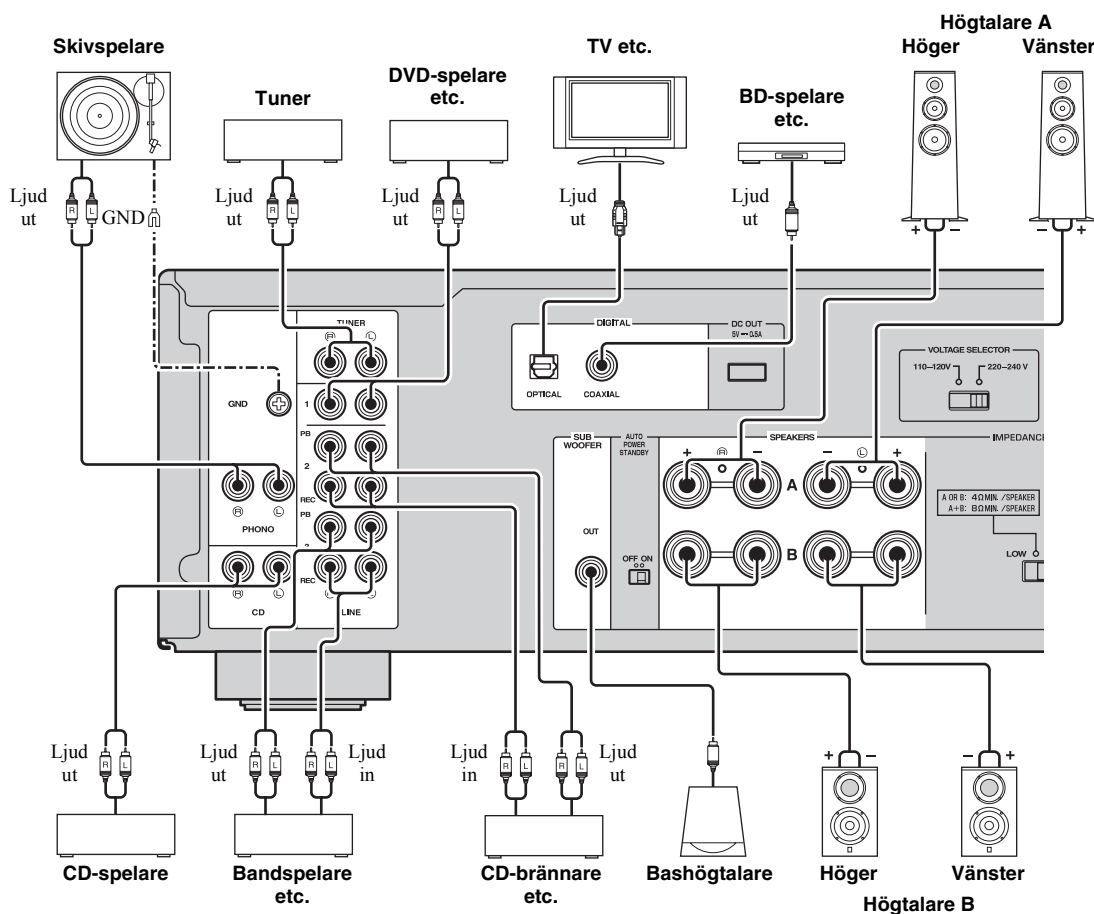 Högtalare A
Skivspelare
TV etc.
Höger
Vänster
DVD-spelare
etc.
Tuner
BD-spelare
etc.
Ljud
ut
R
L
GND
Ljud
ut
R
L
Ljud
ut
R
L
Ljud
ut
Ljud
ut
+ −
− +
TUNER
R
L
DIGITAL
DC OUT
5V 0.5A
VOLTAGE SELECTOR
110–120V
220–240 V
GND
1
OPTICAL
COAXIAL
PB
2
REC
SUB
WOOFER
AUTO
POWER
STANDBY
SPEAKERS
IMPEDANCE
+ R −
− L +
A
R
L
PHONO
PB
3
REC
A OR B: 4ΩMIN. /SPEAKER
A+B: 8ΩMIN. /SPEAKER
OUT
OFF ON
B
LOW
R
L
CD
L
LINE
Ljud
ut
R
L
Ljud
ut
R
L
R
L
Ljud
in
Ljud
in
R
L
R
L
Ljud
ut
+ −
− +
CD-spelare
Bandspelare
etc.
CD-brännare
etc.
Bashögtalare
Höger
Vänster
Högtalare B